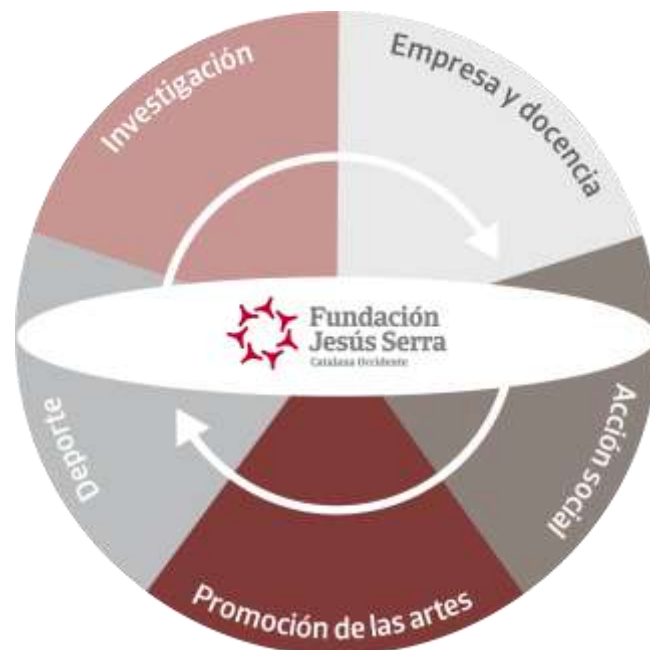 Investigación
Empresa y docencia
Fundación
Jesús Serra
Catalana Occidente
Deporte
Acción social
Promoción de las artes